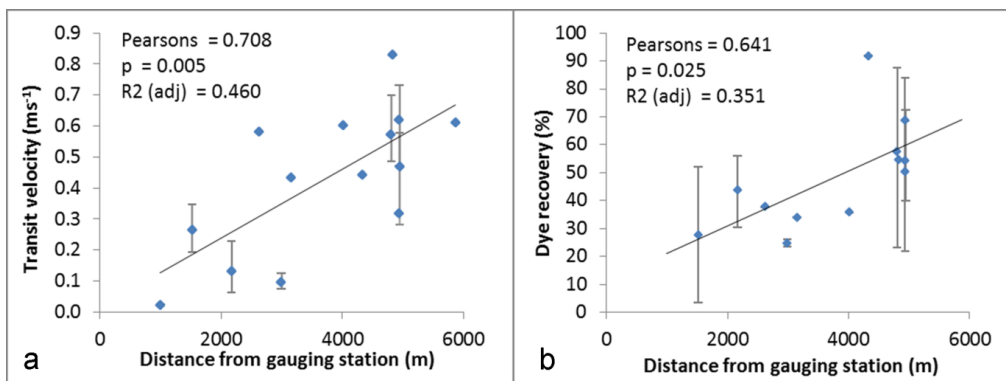 Pearsons = 0.708
p = 0.005
R2 (adj) = 0.460
Transit velocity (ms-1)
0.9
0.8
0.7
0.6
0.5
0.4
0.3
0.2
0.1
0.0
0 2000 4000 6000
Distance from gauging station (m)
a
Pearsons = 0.641
p = 0.025
R2 (adj) = 0.351
Dye recovery (%)
100
90
80
70
60
50
40
30
20
10
0
0 2000 4000 6000
Distance from gauging station (m)
b